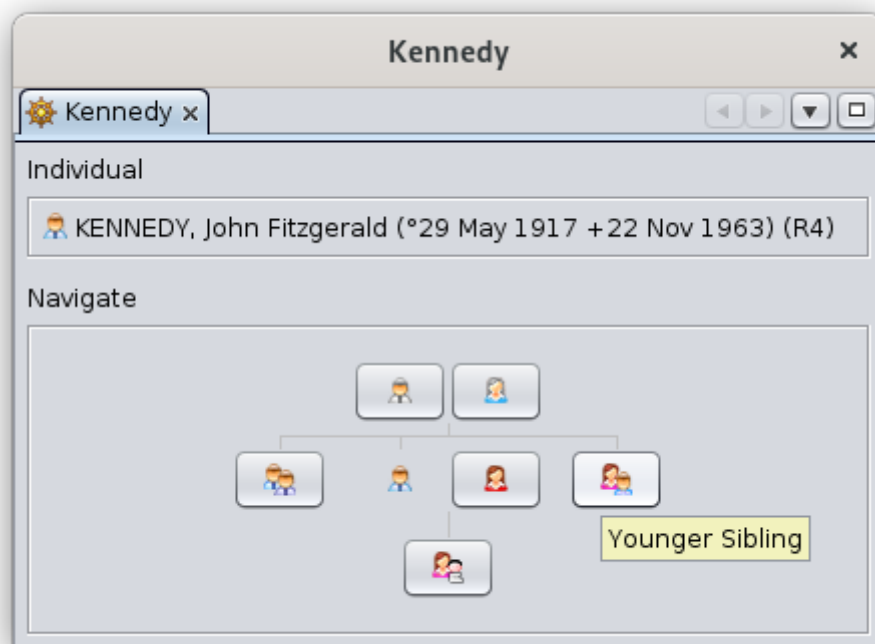 Kennedy
Kennedy
Individual
KENNEDY, John Fitzgerald (°29 May 1917 +22 Nov 1963) (R4)
Navigate
Younger Sibling